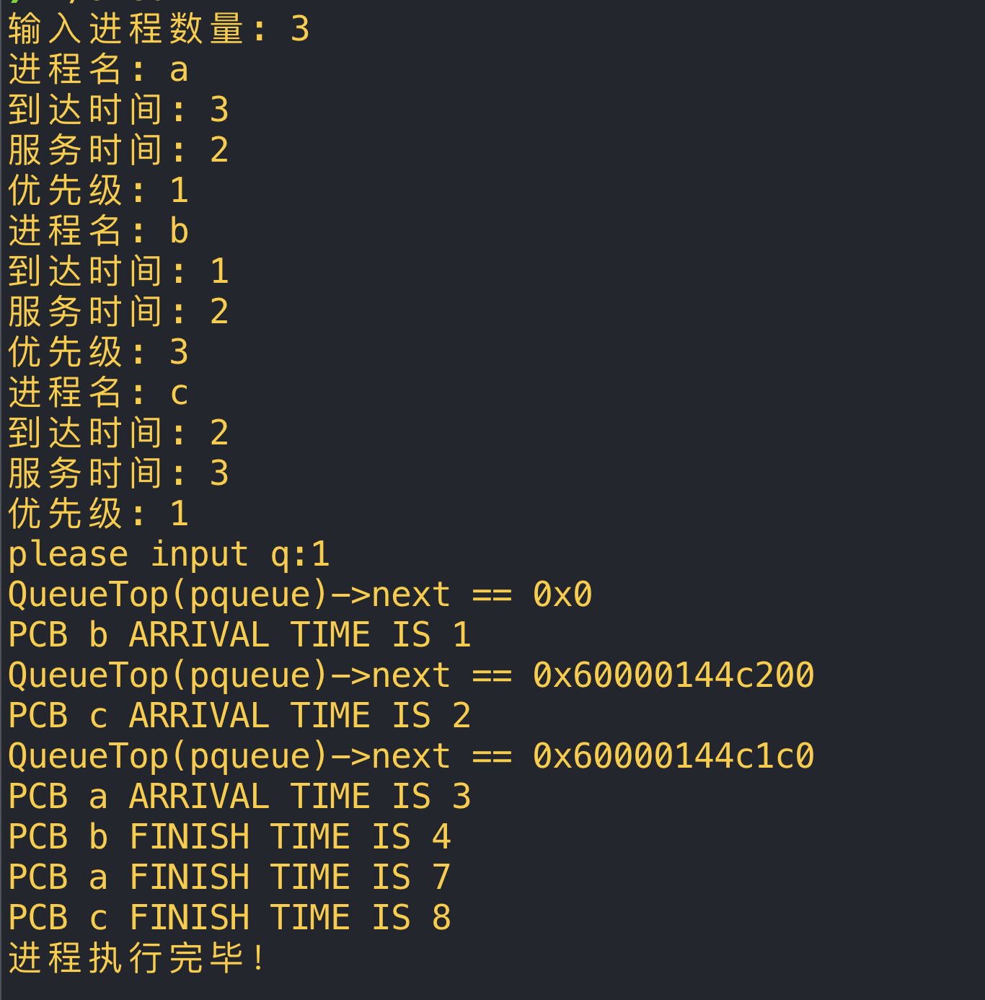 输入进程数量: 3
进程名: a
到达时间: 3
服务时间: 2
优先级: 1
进程名: b
到达时间: 1
服务时间: 2
优先级: 3
进程名: c
到达时间: 2
服务时间: 3
优先级: 1
please input q:1
QueueTop(pqueue)->next == 0x0
PCB b ARRIVAL TIME IS 1
QueueTop(pqueue)->next == 0x60000144c200
PCB c ARRIVAL TIME IS 2
QueueTop(pqueue)->next == 0x60000144c1c0
PCB a ARRIVAL TIME IS 3
PCB b FINISH TIME IS 4
PCB a FINISH TIME IS 7
PCB c FINISH TIME IS 8
进程执行完毕!